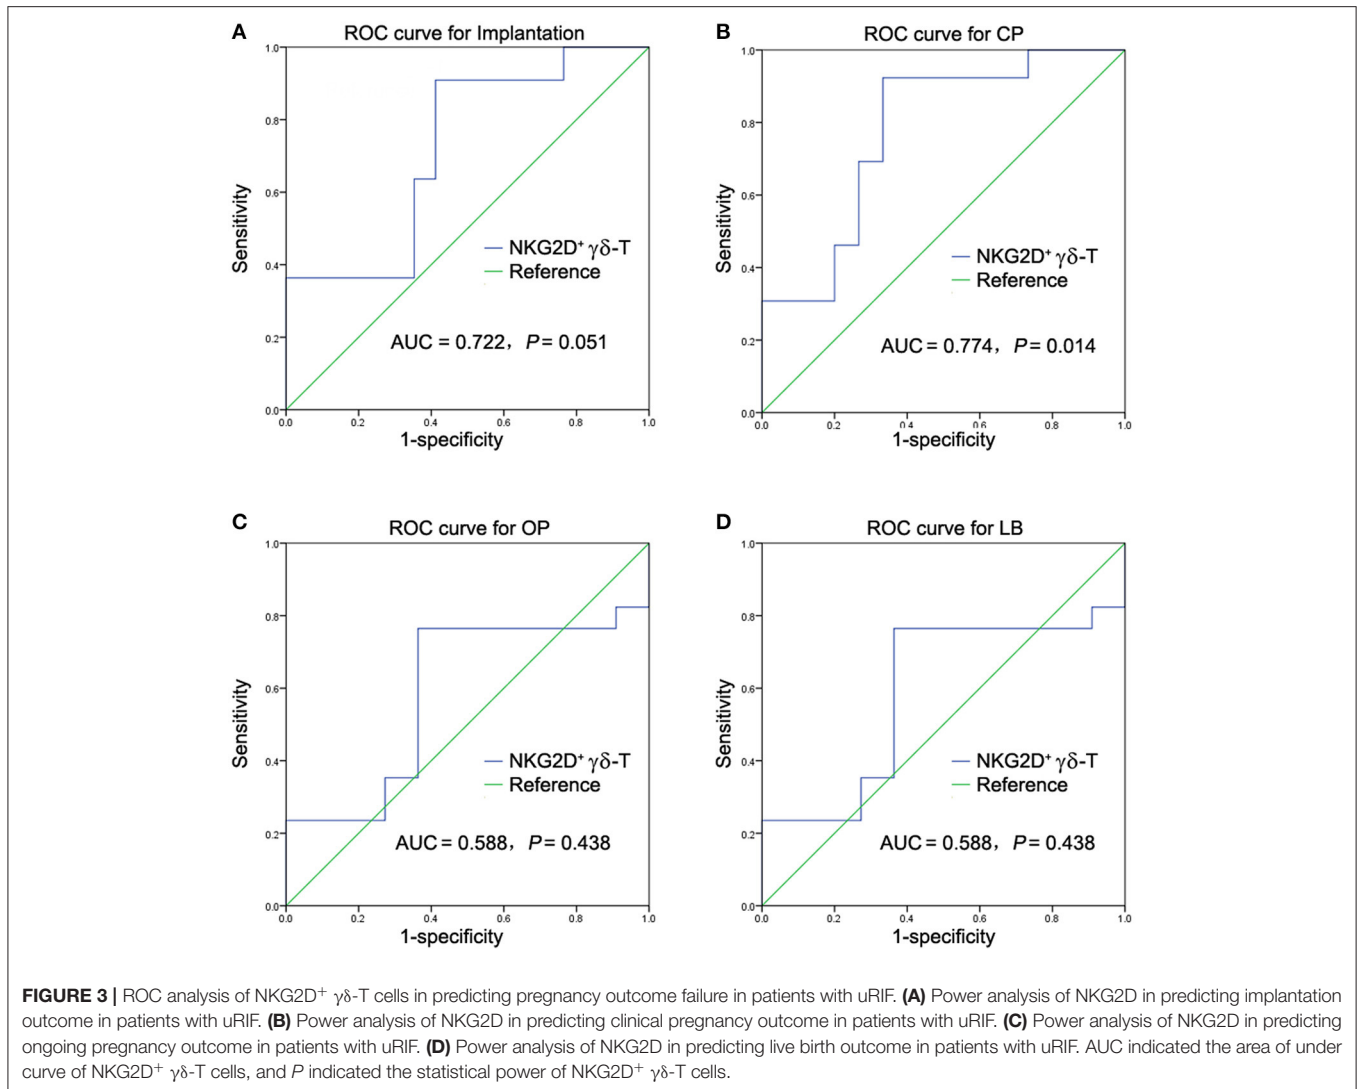 A
ROC curve for Implantation
1.0
0.8
0.6
0.4
0.2
0.0
Sensitivity
NKG2D⁺ γδ-T
Reference
AUC = 0.722, P = 0.051
0.0 0.2 0.4 0.6 0.8 1.0
1-specificity
B
ROC curve for CP
1.0
0.8
0.6
0.4
0.2
0.0
Sensitivity
NKG2D⁺ γδ-T
Reference
AUC = 0.774, P = 0.014
0.0 0.2 0.4 0.6 0.8 1.0
1-specificity
C
ROC curve for OP
1.0
0.8
0.6
0.4
0.2
0.0
Sensitivity
NKG2D⁺ γδ-T
Reference
AUC = 0.588, P = 0.438
0.0 0.2 0.4 0.6 0.8 1.0
1-specificity
D
ROC curve for LB
1.0
0.8
0.6
0.4
0.2
0.0
Sensitivity
NKG2D⁺ γδ-T
Reference
AUC = 0.588, P = 0.438
0.0 0.2 0.4 0.6 0.8 1.0
1-specificity
FIGURE 3 | ROC analysis of NKG2D⁺ γδ-T cells in predicting pregnancy outcome failure in patients with uRIF. (A) Power analysis of NKG2D in predicting implantation
outcome in patients with uRIF. (B) Power analysis of NKG2D in predicting clinical pregnancy outcome in patients with uRIF. (C) Power analysis of NKG2D in predicting
ongoing pregnancy outcome in patients with uRIF. (D) Power analysis of NKG2D in predicting live birth outcome in patients with uRIF. AUC indicated the area of under
curve of NKG2D⁺ γδ-T cells, and P indicated the statistical power of NKG2D⁺ γδ-T cells.